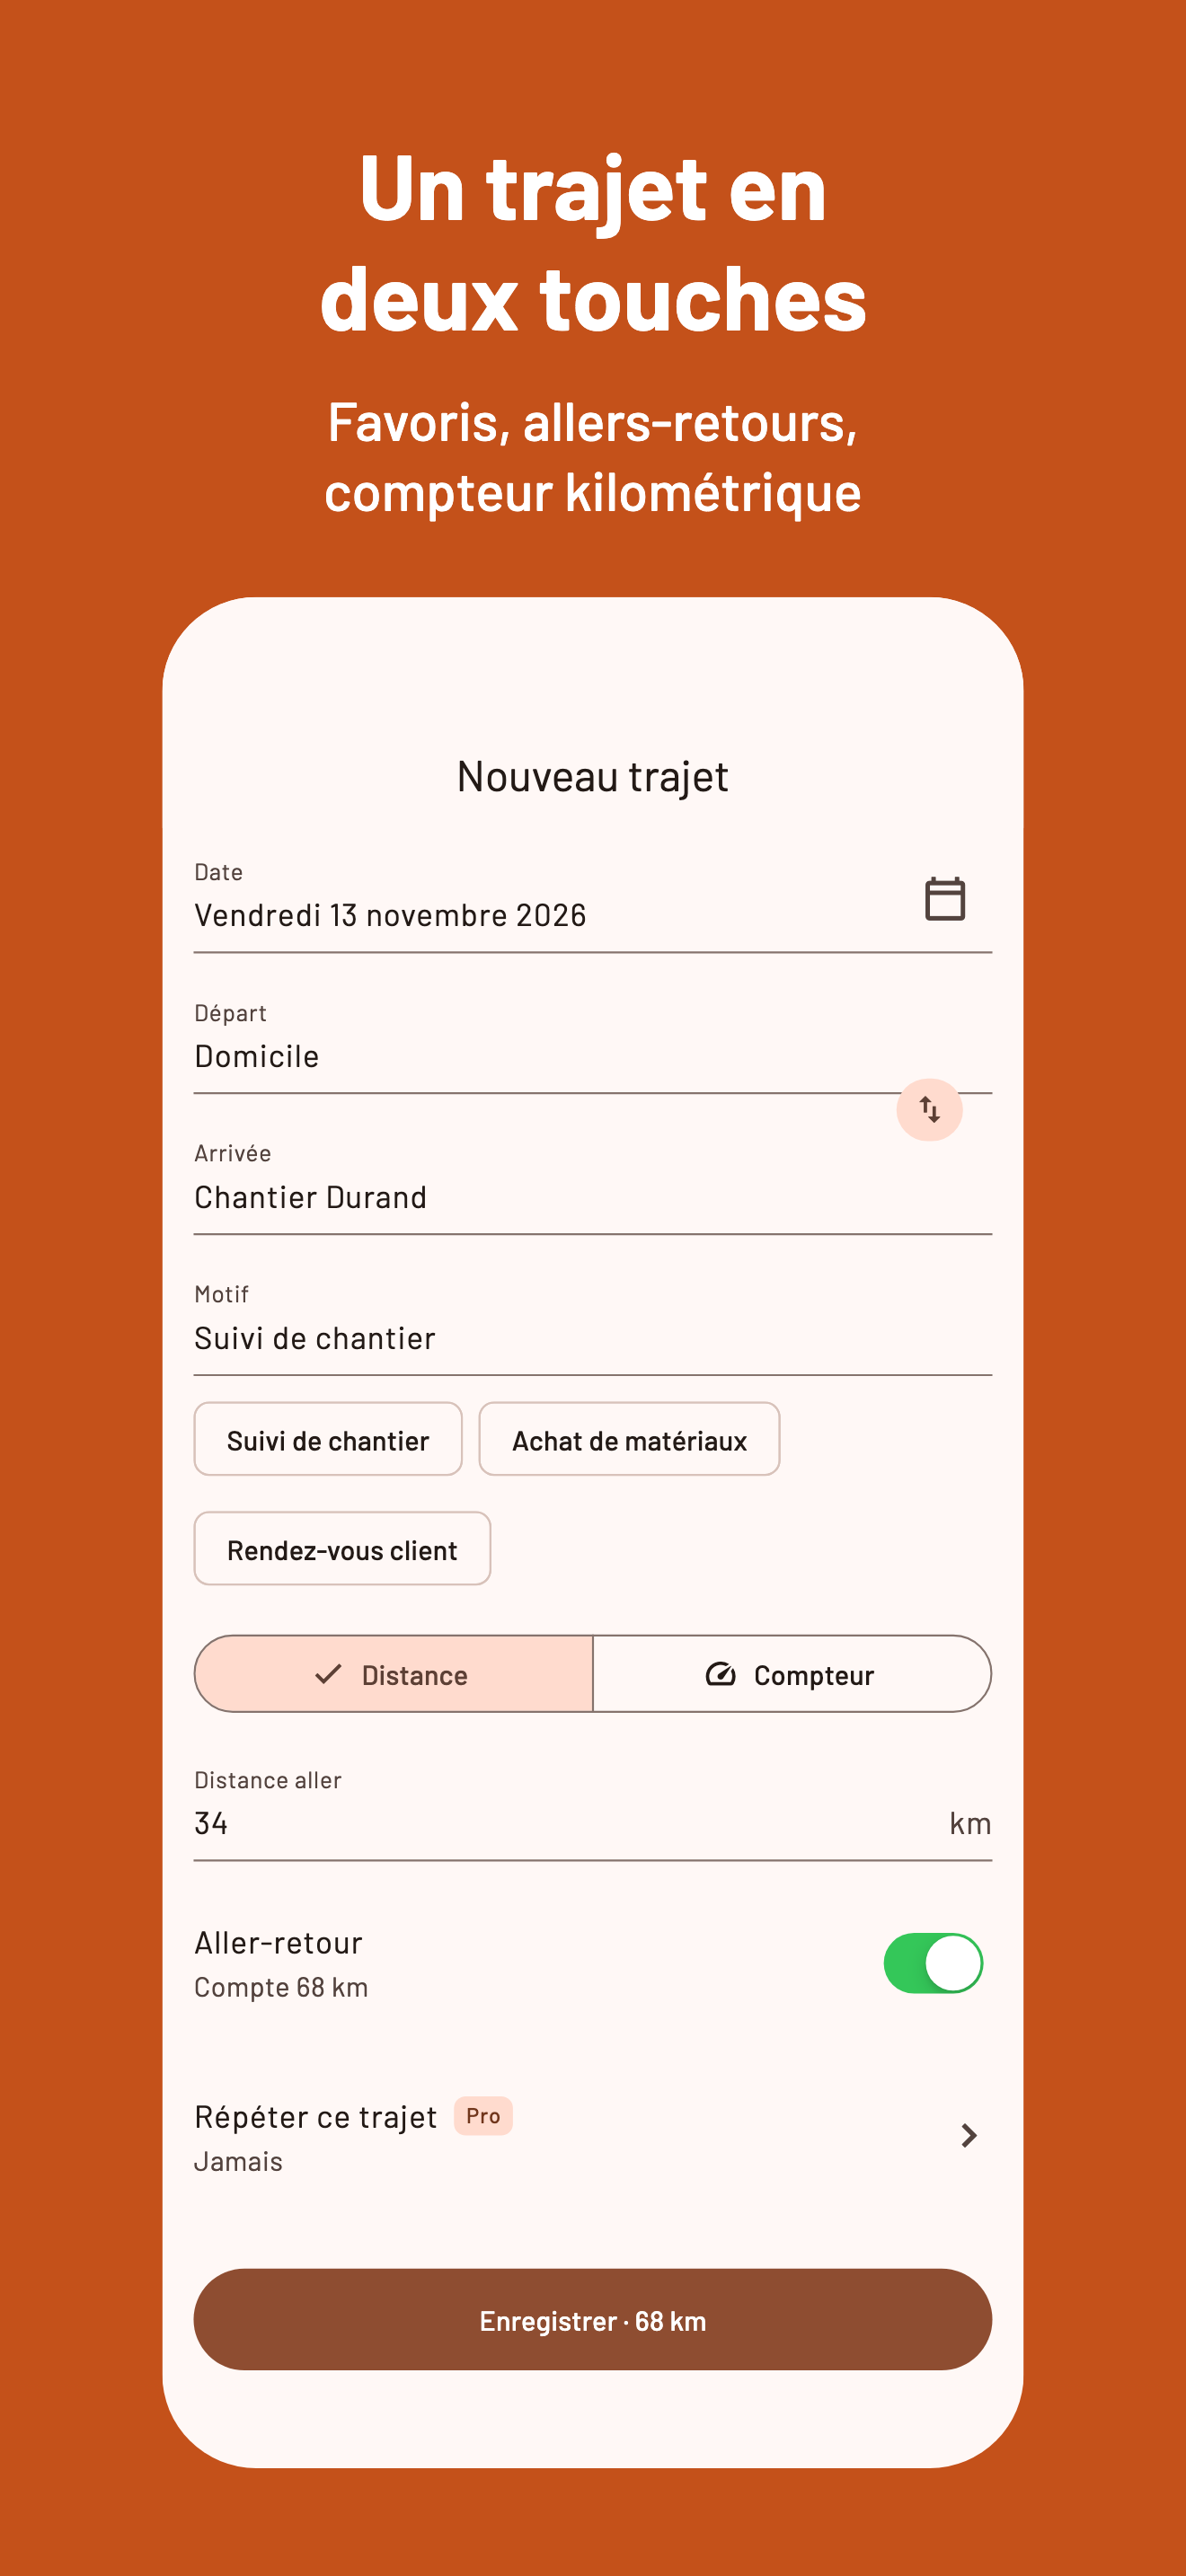 Un trajet en
deux touches
Favoris, allers-retours,
compteur kilométrique
Nouveau trajet
Date
Vendredi 13 novembre 2026
Départ
Domicile
Arrivée
Chantier Durand
Motif
Suivi de chantier
Suivi de chantier Achat de matériaux
Rendez-vous client
Distance Compteur
Distance aller
34 km
Aller-retour
Compte 68 km
Répéter ce trajet Pro
Jamais
Enregistrer · 68 km